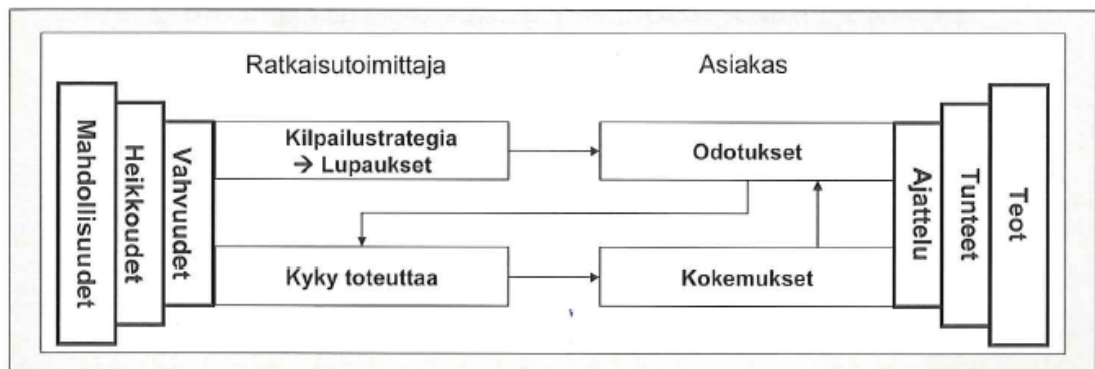 Ratkaisutoimittaja
Asiakas
Mahdollisuudet
Heikkoudet
Vahvuudet
Kilpailustrategia
→ Lupaukset
Odotukset
Kyky toteuttaa
Kokemukset
Ajattelu
Tunteet
Teot